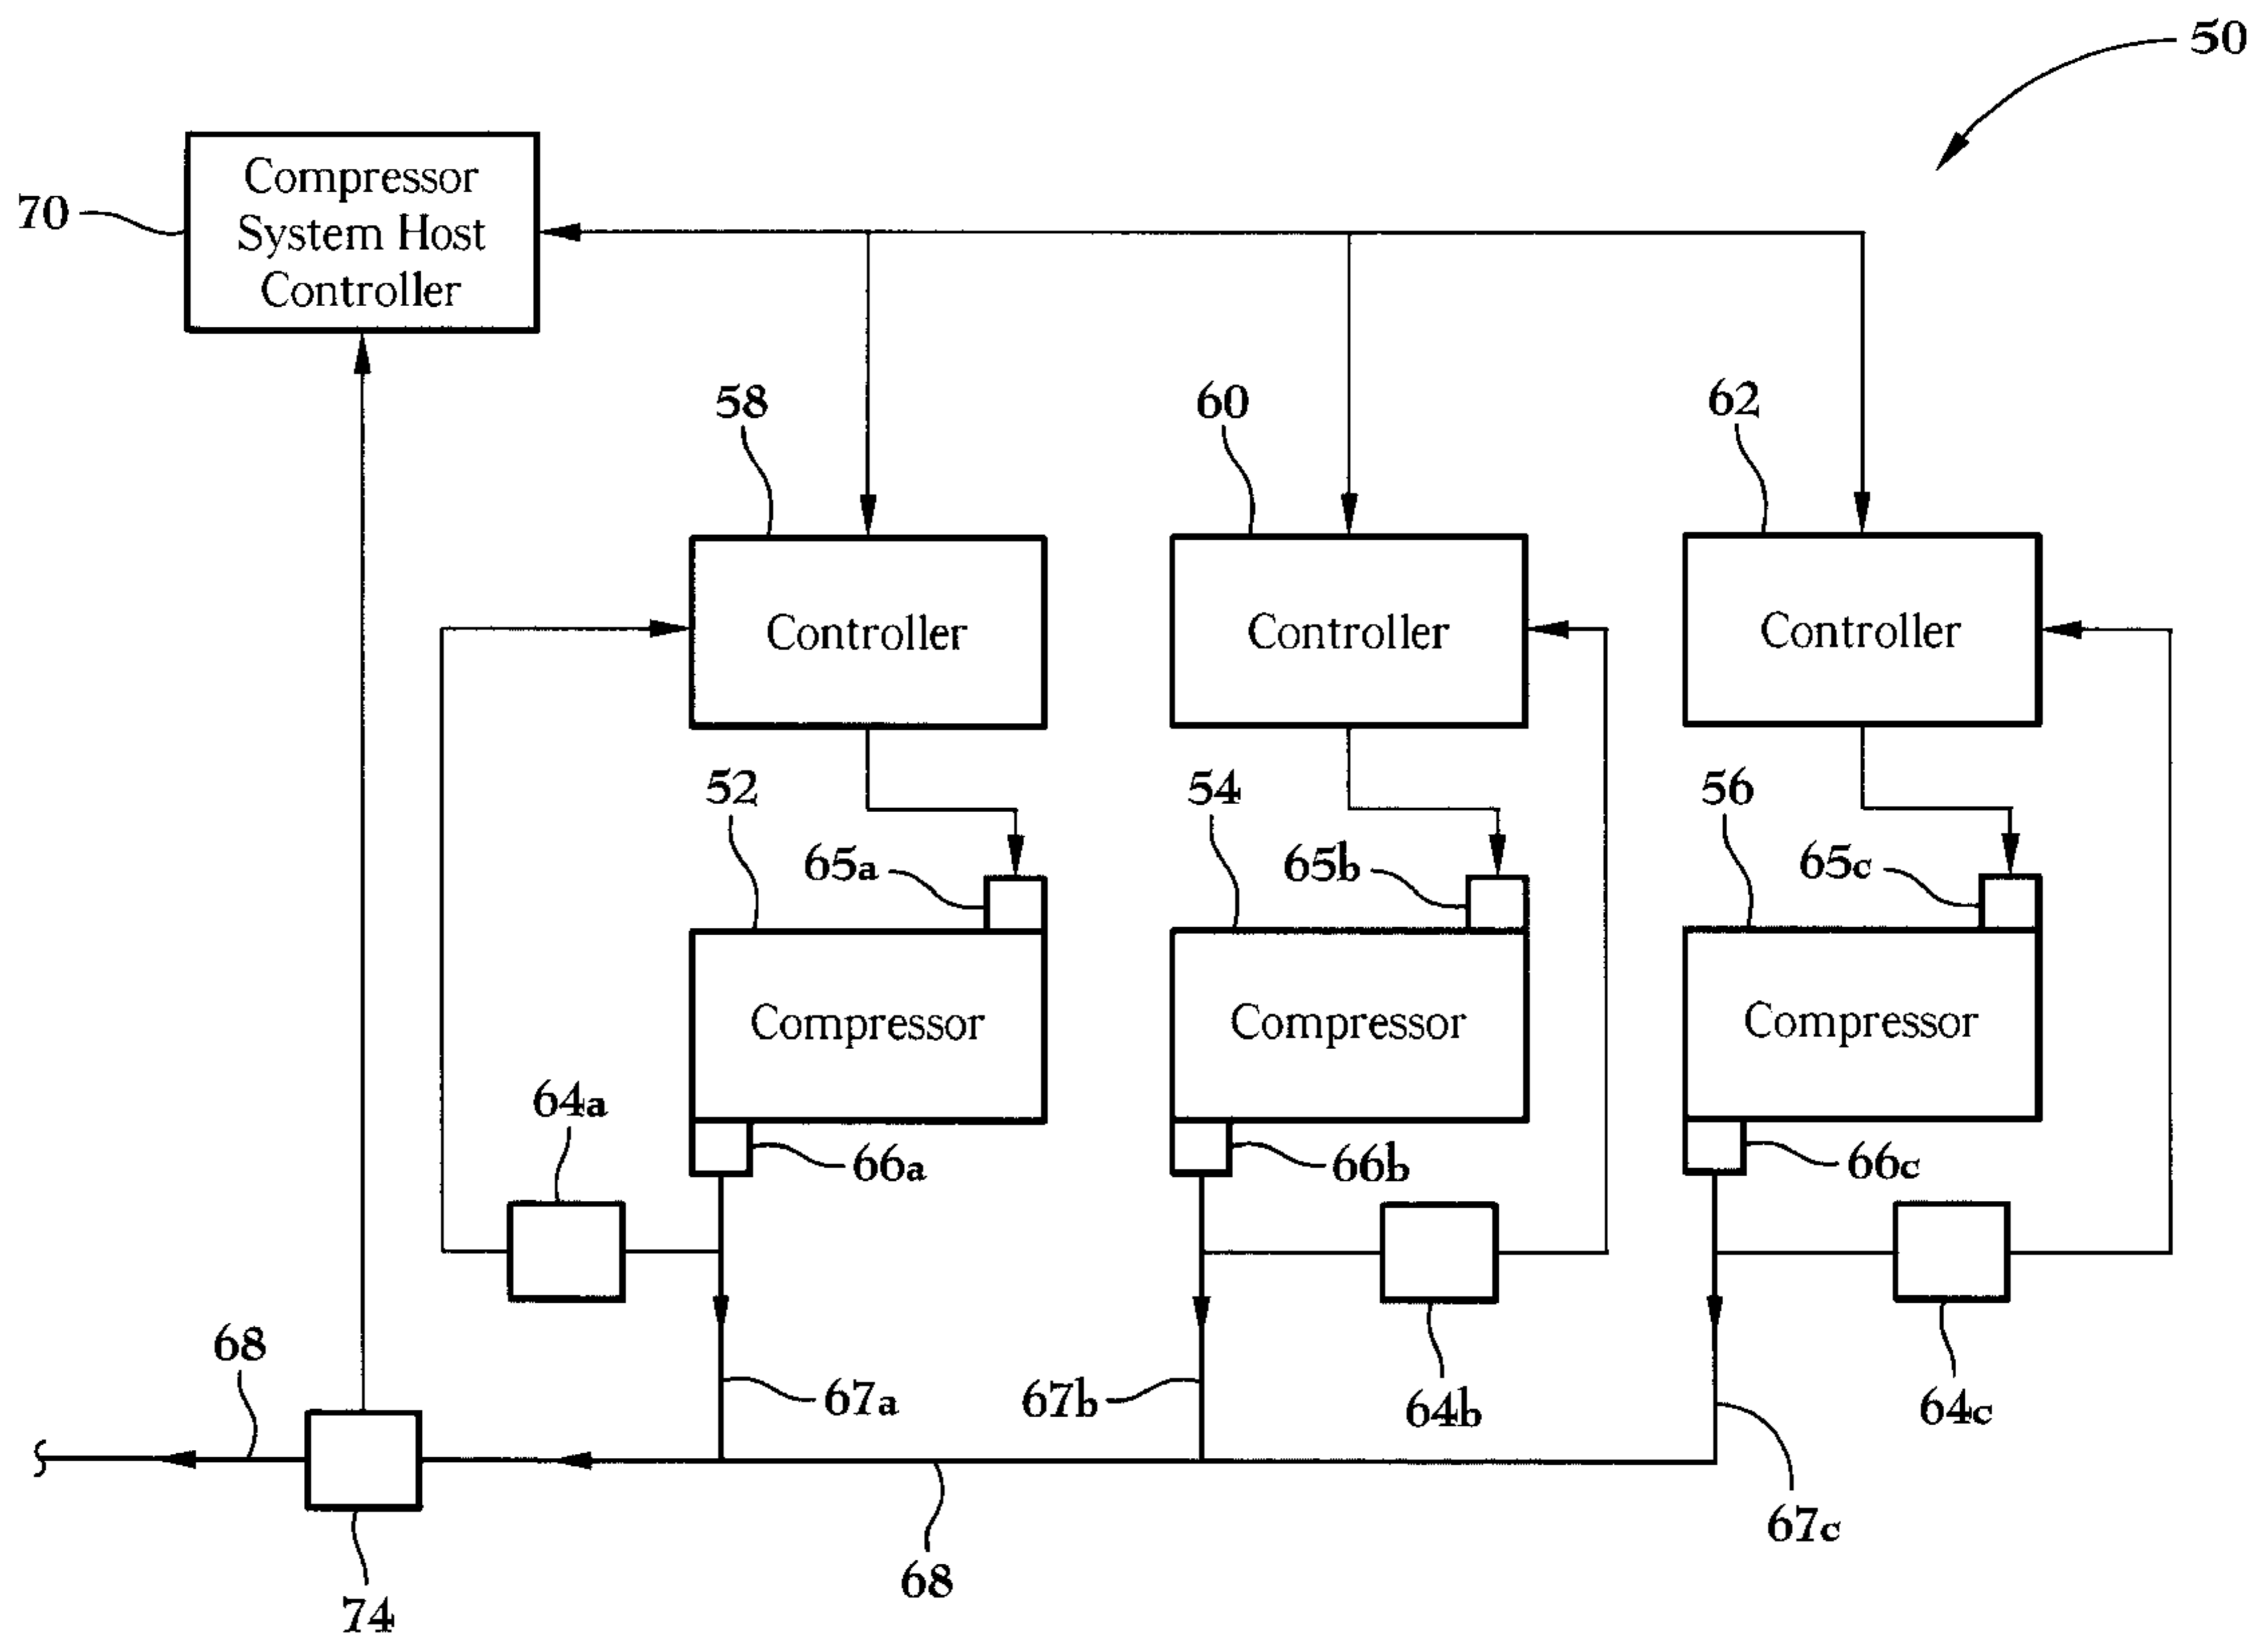 50
Compressor
System Host
Controller
70
58
60
62
Controller
Controller
Controller
52
54
56
65a
65b
65c
Compressor
Compressor
Compressor
64a
66a
66b
66c
68
67a
67b
64b
64c
67c
68
74